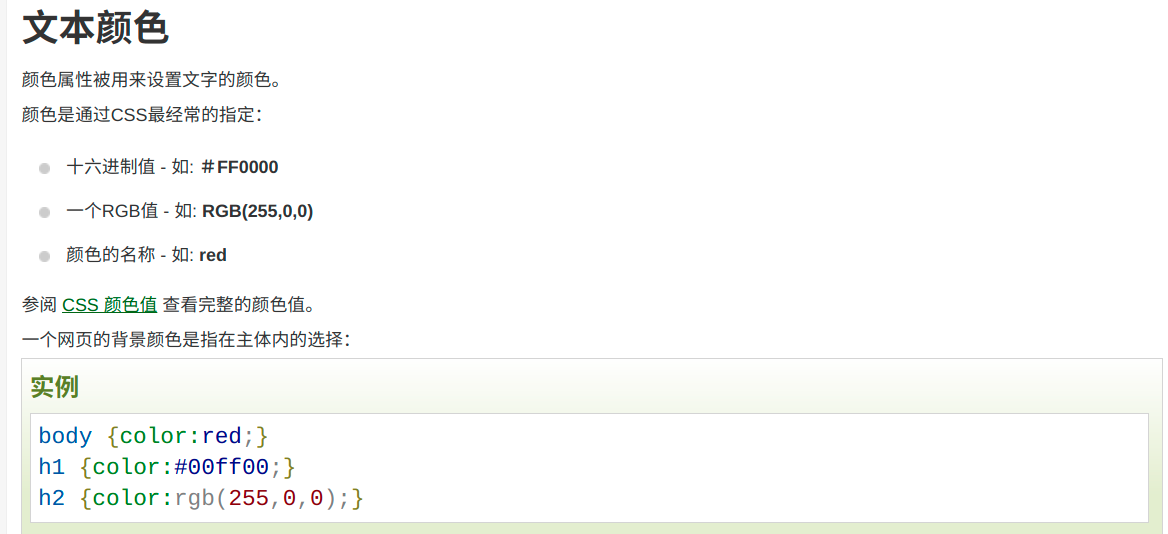 文本颜色
颜色属性被用来设置文字的颜色。
颜色是通过CSS最经常的指定：
十六进制值 - 如: ＃FF0000
一个RGB值 - 如: RGB(255,0,0)
颜色的名称 - 如: red
参阅 CSS 颜色值 查看完整的颜色值。
一个网页的背景颜色是指在主体内的选择：
实例
body {color:red;}
h1 {color:#00ff00;}
h2 {color:rgb(255,0,0);}